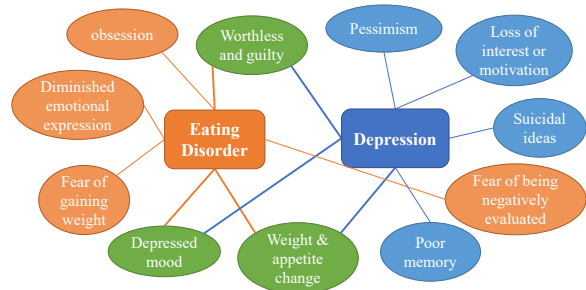 obsession
Worthless
and guilty
Pessimism
Loss of
interest or
motivation
Diminished
emotional
expression
Eating
Disorder
Depression
Suicidal
ideas
Fear of
gaining
weight
Fear of being
negatively
evaluated
Depressed
mood
Weight &
appetite
change
Poor
memory